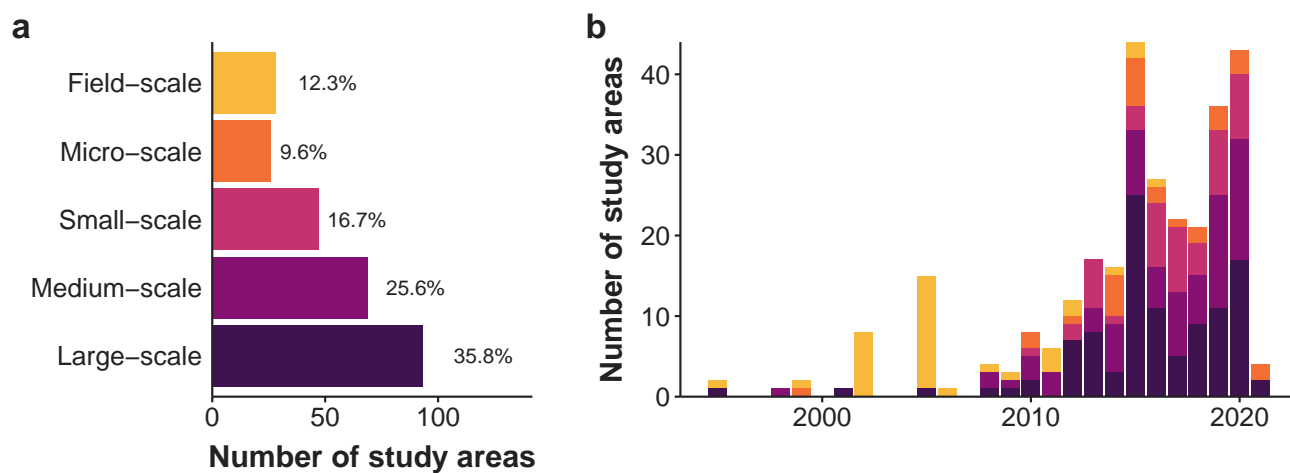 a
Field−scale
12.3%
Micro−scale
9.6%
Small−scale
16.7%
Medium−scale
25.6%
Large−scale
35.8%
0 50 100
Number of study areas
b
Number of study areas
40
30
20
10
0
2000 2010 2020